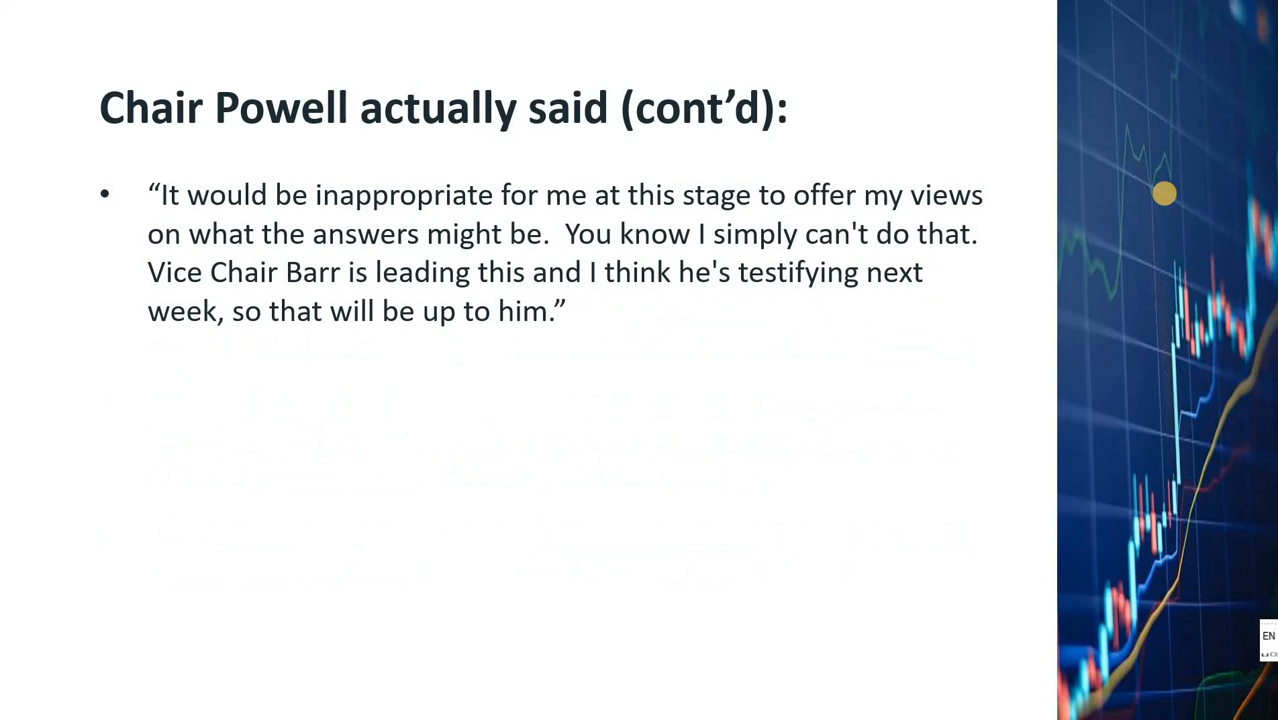 Chair Powell actually said (cont’d):
• “It would be inappropriate for me at this stage to offer my views
on what the answers might be.  You know I simply can't do that.
Vice Chair Barr is leading this and I think he's testifying next
week, so that will be up to him.”
EN